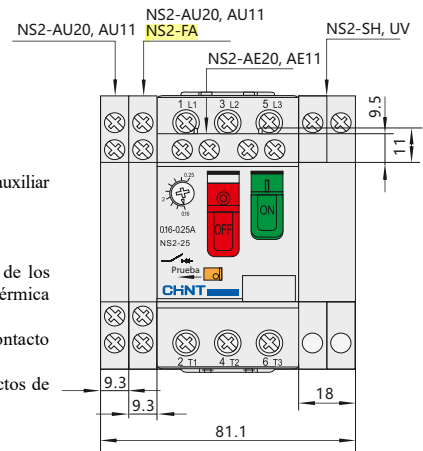 NS2-AU20, AU11
NS2-AU20, AU11
NS2-FA
NS2-SH, UV
NS2-AE20, AE11
1 L1
3 L2
5 L3
9.5
11
auxiliar
0.25
2
0.16
0.16-0.25A
NS2-25
OFF
ON
de los
Prueba
érmica
CHNT
ontacto
2 T1
4 T2
6 T3
ctos de
9.3
9.3
18
81.1